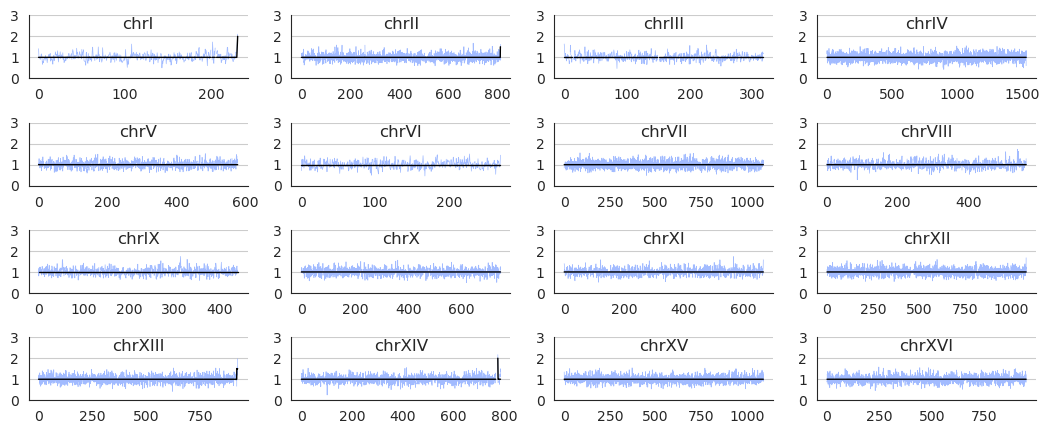 3 chrI 3 chrII 3 chrIII 3 chrIV
2 2 2 2
1 1 1 1
0 0 0 0
0 100 200 0 200 400 600 800 0 100 200 300 0 500 1000 1500
3 chrV 3 chrVI 3 chrVII 3 chrVIII
2 2 2 2
1 1 1 1
0 0 0 0
0 200 400 600 0 100 200 0 250 500 750 1000 0 200 400
3 chrIX 3 chrX 3 chrXI 3 chrXII
2 2 2 2
1 1 1 1
0 0 0 0
0 100 200 300 400 0 200 400 600 0 200 400 600 0 250 500 750 1000
3 chrXIII 3 chrXIV 3 chrXV 3 chrXVI
2 2 2 2
1 1 1 1
0 0 0 0
0 250 500 750 0 200 400 600 800 0 250 500 750 1000 0 250 500 750